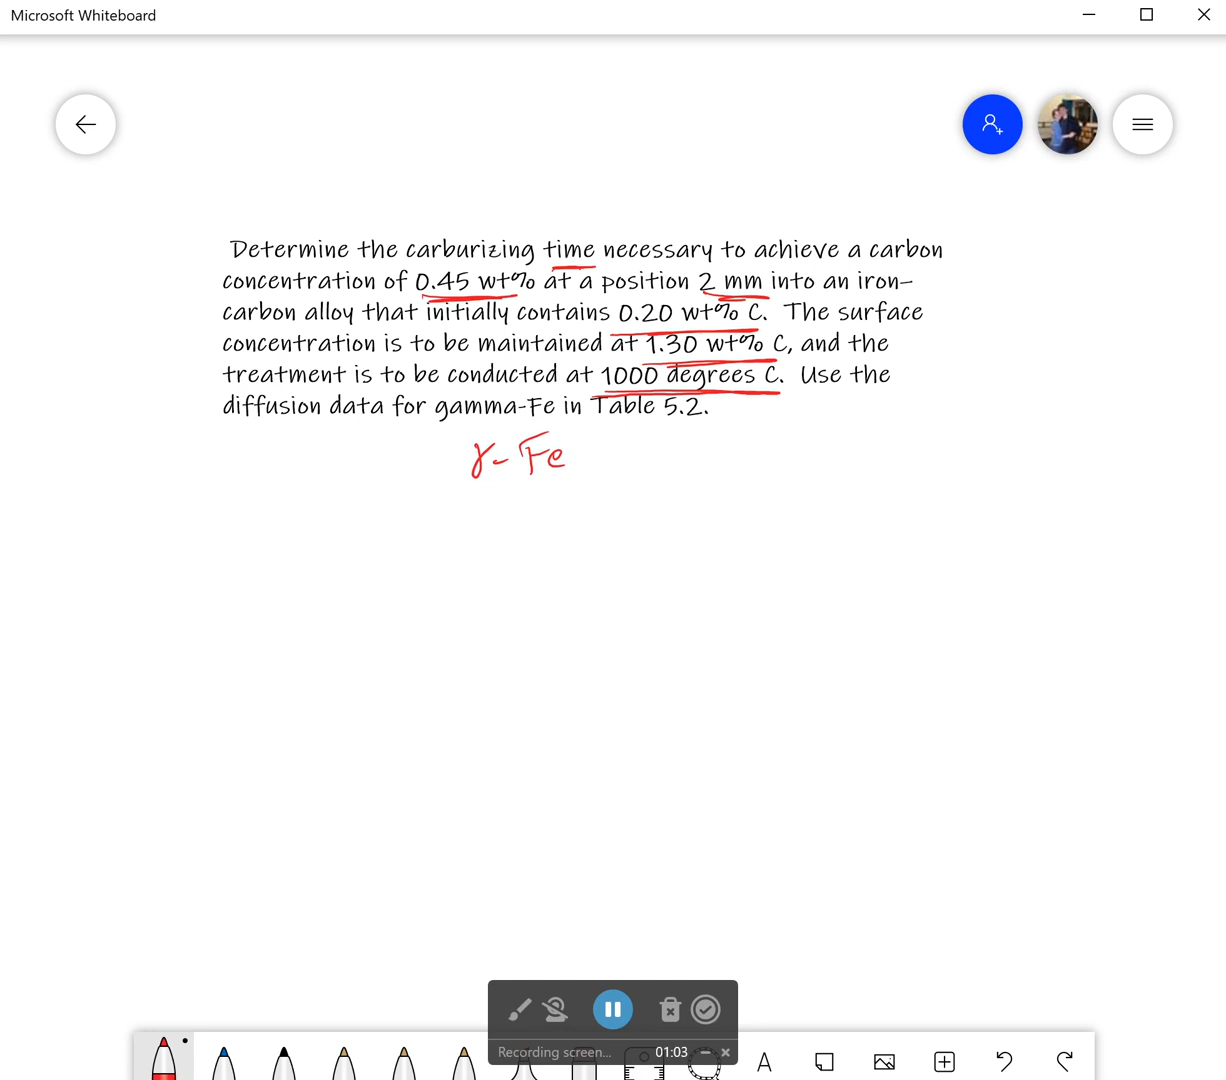 Microsoft Whiteboard
Determine the carburizing time necessary to achieve a carbon
concentration of 0.45 wt% at a position 2 mm into an iron-
carbon alloy that initially contains 0.20 wt% C. The surface
concentration is to be maintained at 1.30 wt% C, and the
treatment is to be conducted at 1000 degrees C. Use the
diffusion data for gamma-Fe in Table 5.2.
γ- Fe
Recording screen... 01:03